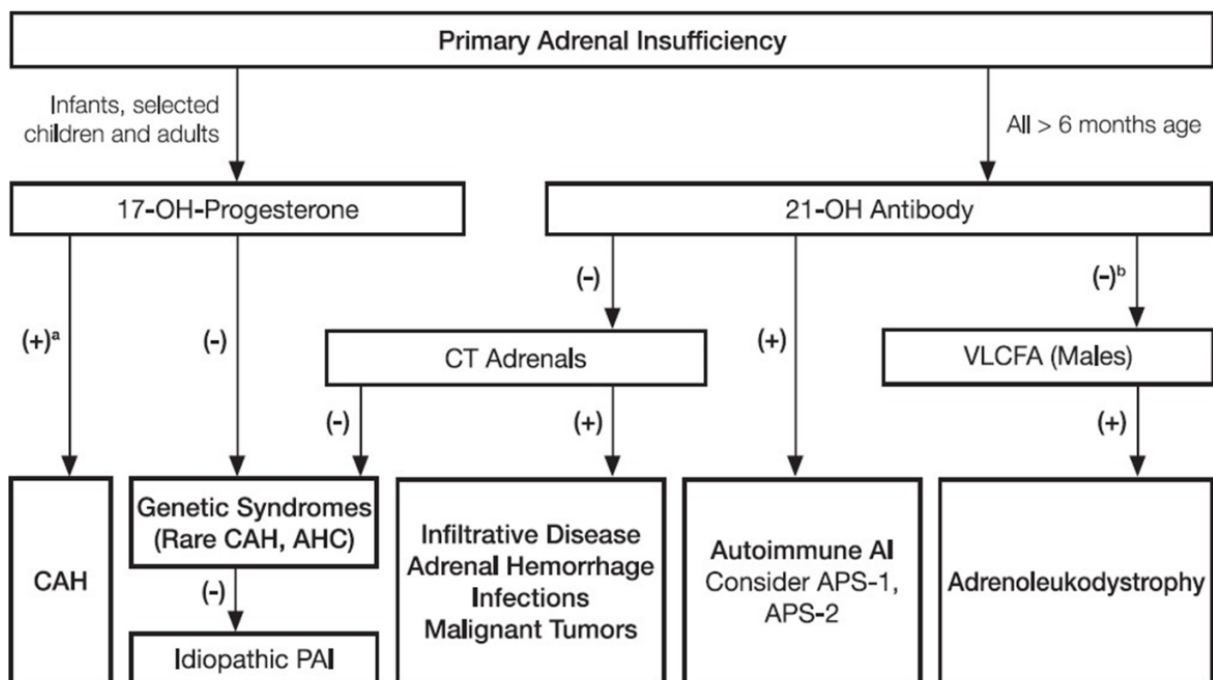 Primary Adrenal Insufficiency
Infants, selected
children and adults
All > 6 months age
17-OH-Progesterone
21-OH Antibody
(+)ᵃ
(-)
(-)
(+)
(-)ᵇ
CT Adrenals
VLCFA (Males)
(-)
(+)
(+)
CAH
Genetic Syndromes
(Rare CAH, AHC)
(-)
Idiopathic PAI
Infiltrative Disease
Adrenal Hemorrhage
Infections
Malignant Tumors
Autoimmune AI
Consider APS-1,
APS-2
Adrenoleukodystrophy